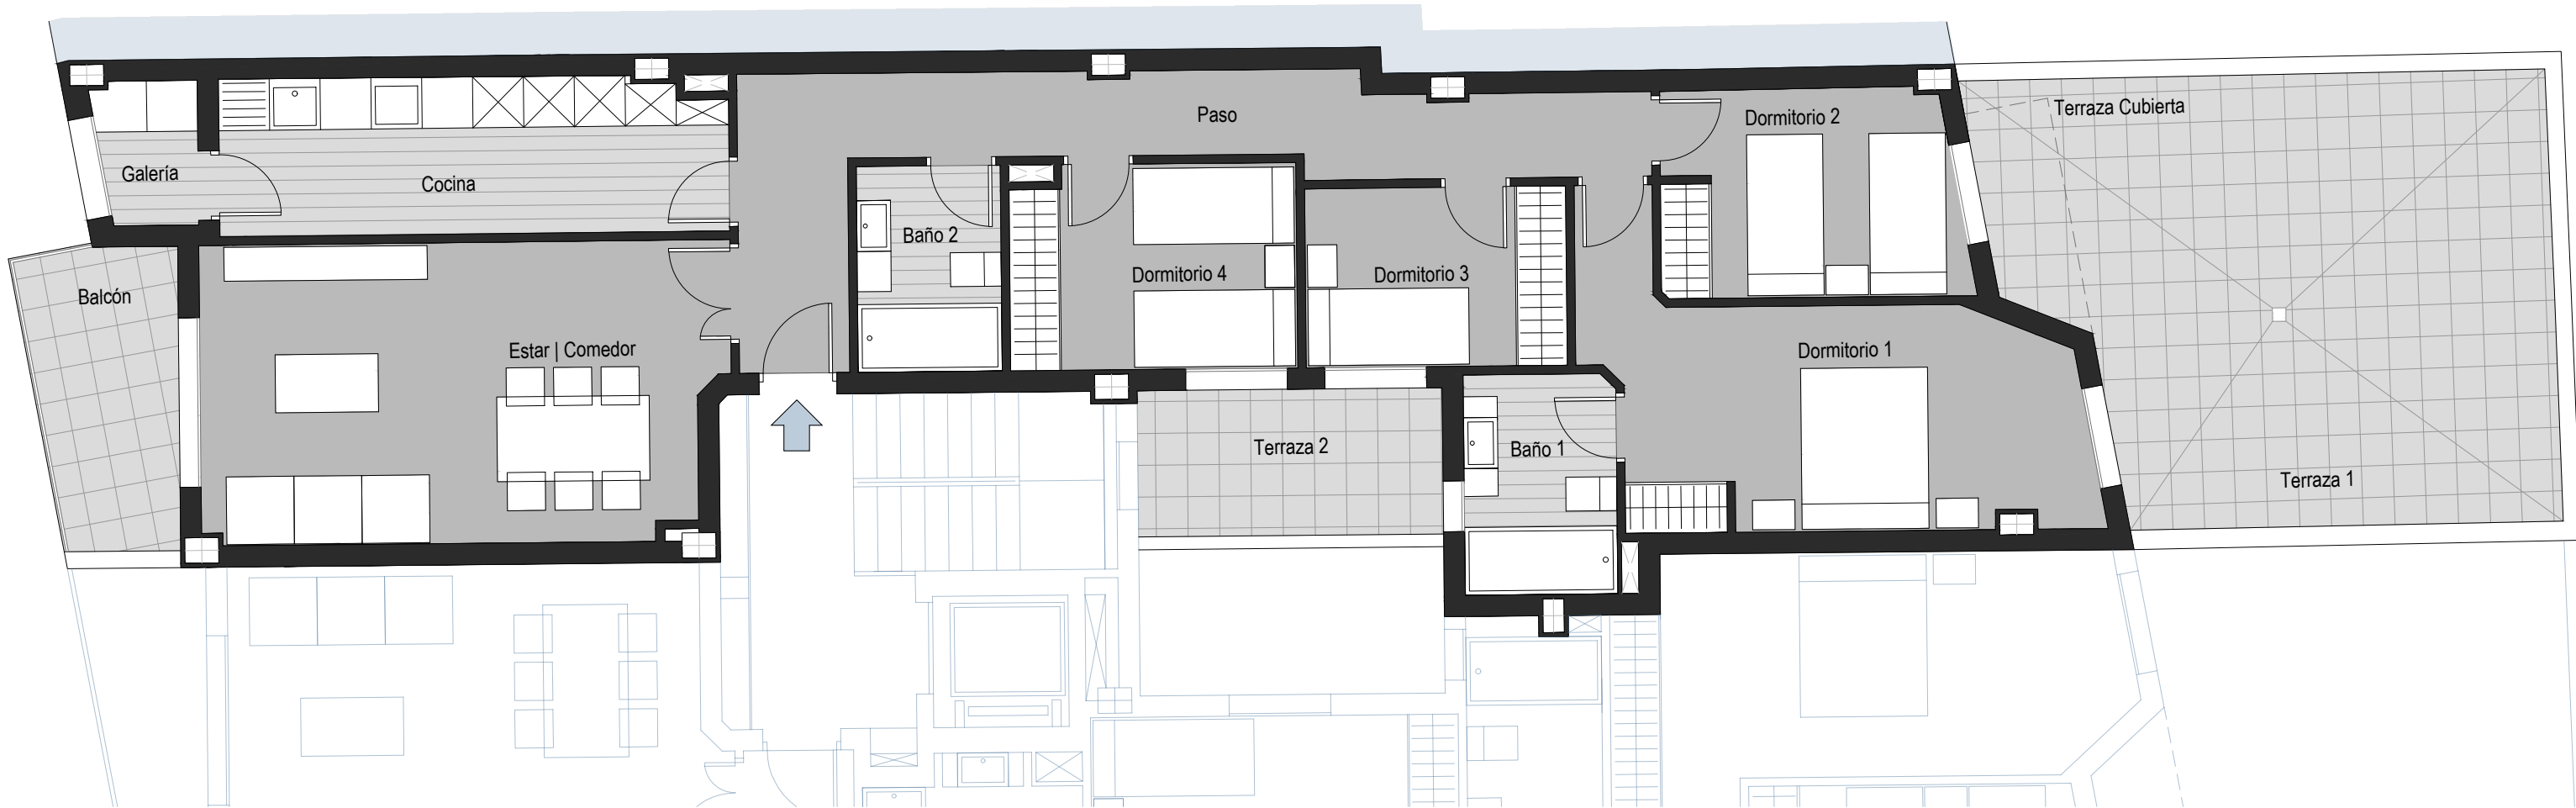 Paso
Dormitorio 2
Terraza Cubierta
Galería
Cocina
Baño 2
Dormitorio 4
Dormitorio 3
Balcón
Estar | Comedor
Dormitorio 1
Terraza 2
Baño 1
Terraza 1